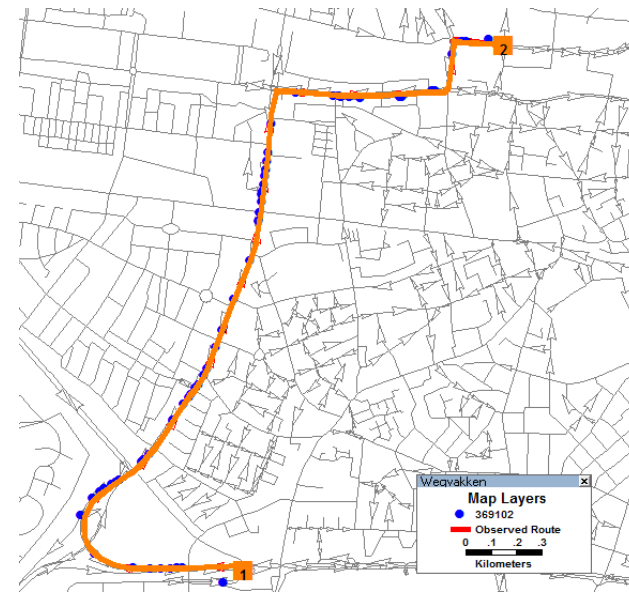 2
1
Wegvakken
Map Layers
369102
Observed Route
0 .1 .2 .3
Kilometers